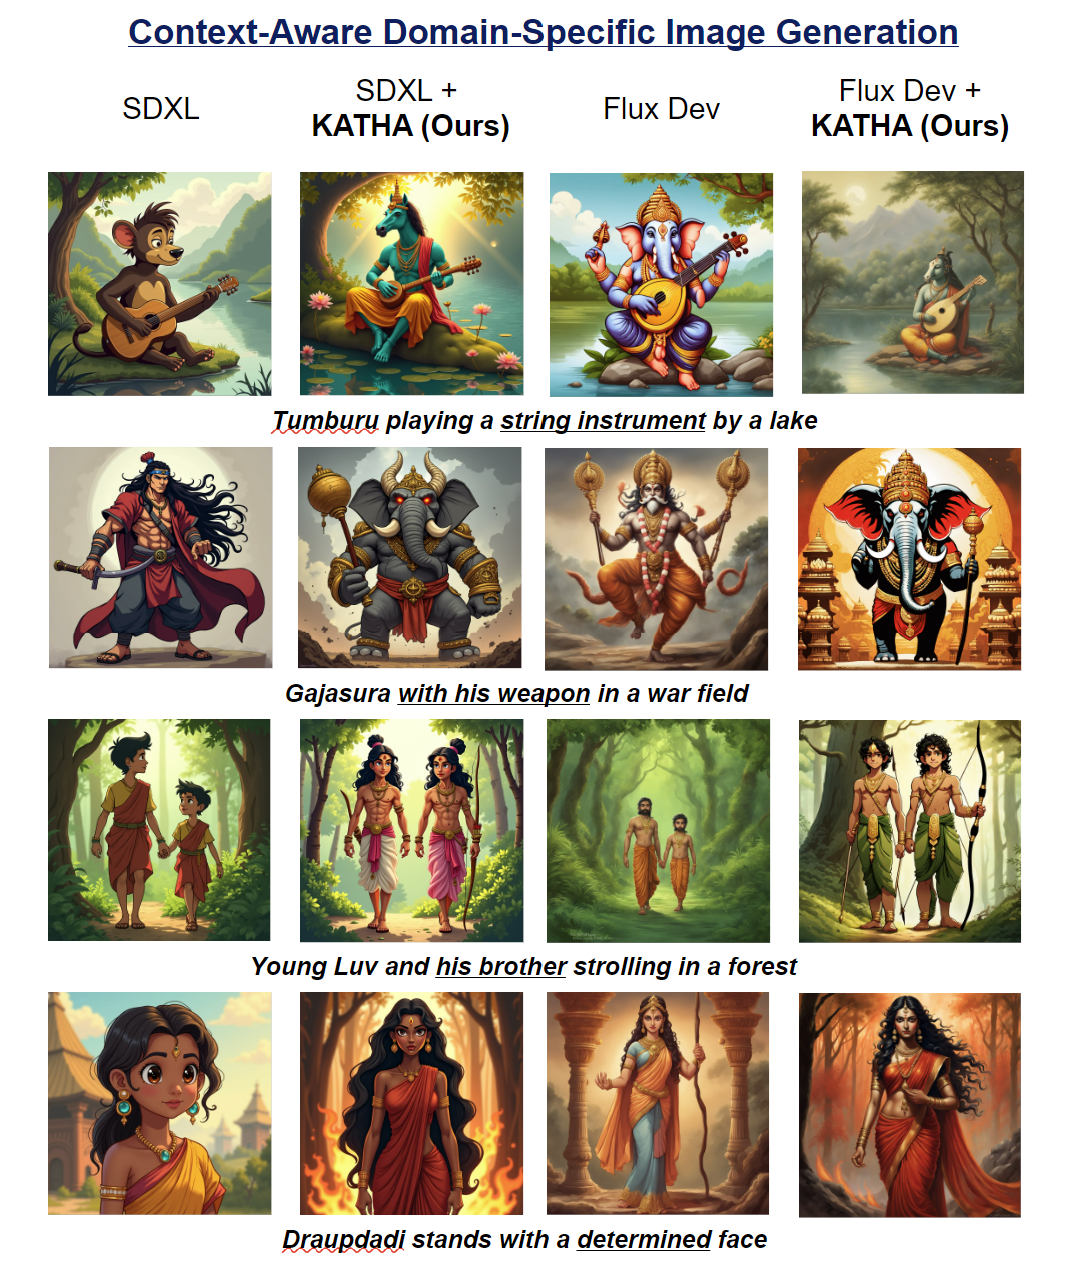 Context-Aware Domain-Specific Image Generation
SDXL
SDXL +
KATHA (Ours)
Flux Dev
Flux Dev +
KATHA (Ours)
Tumburu playing a string instrument by a lake
Gajasura with his weapon in a war field
Young Luv and his brother strolling in a forest
Draupdadi stands with a determined face